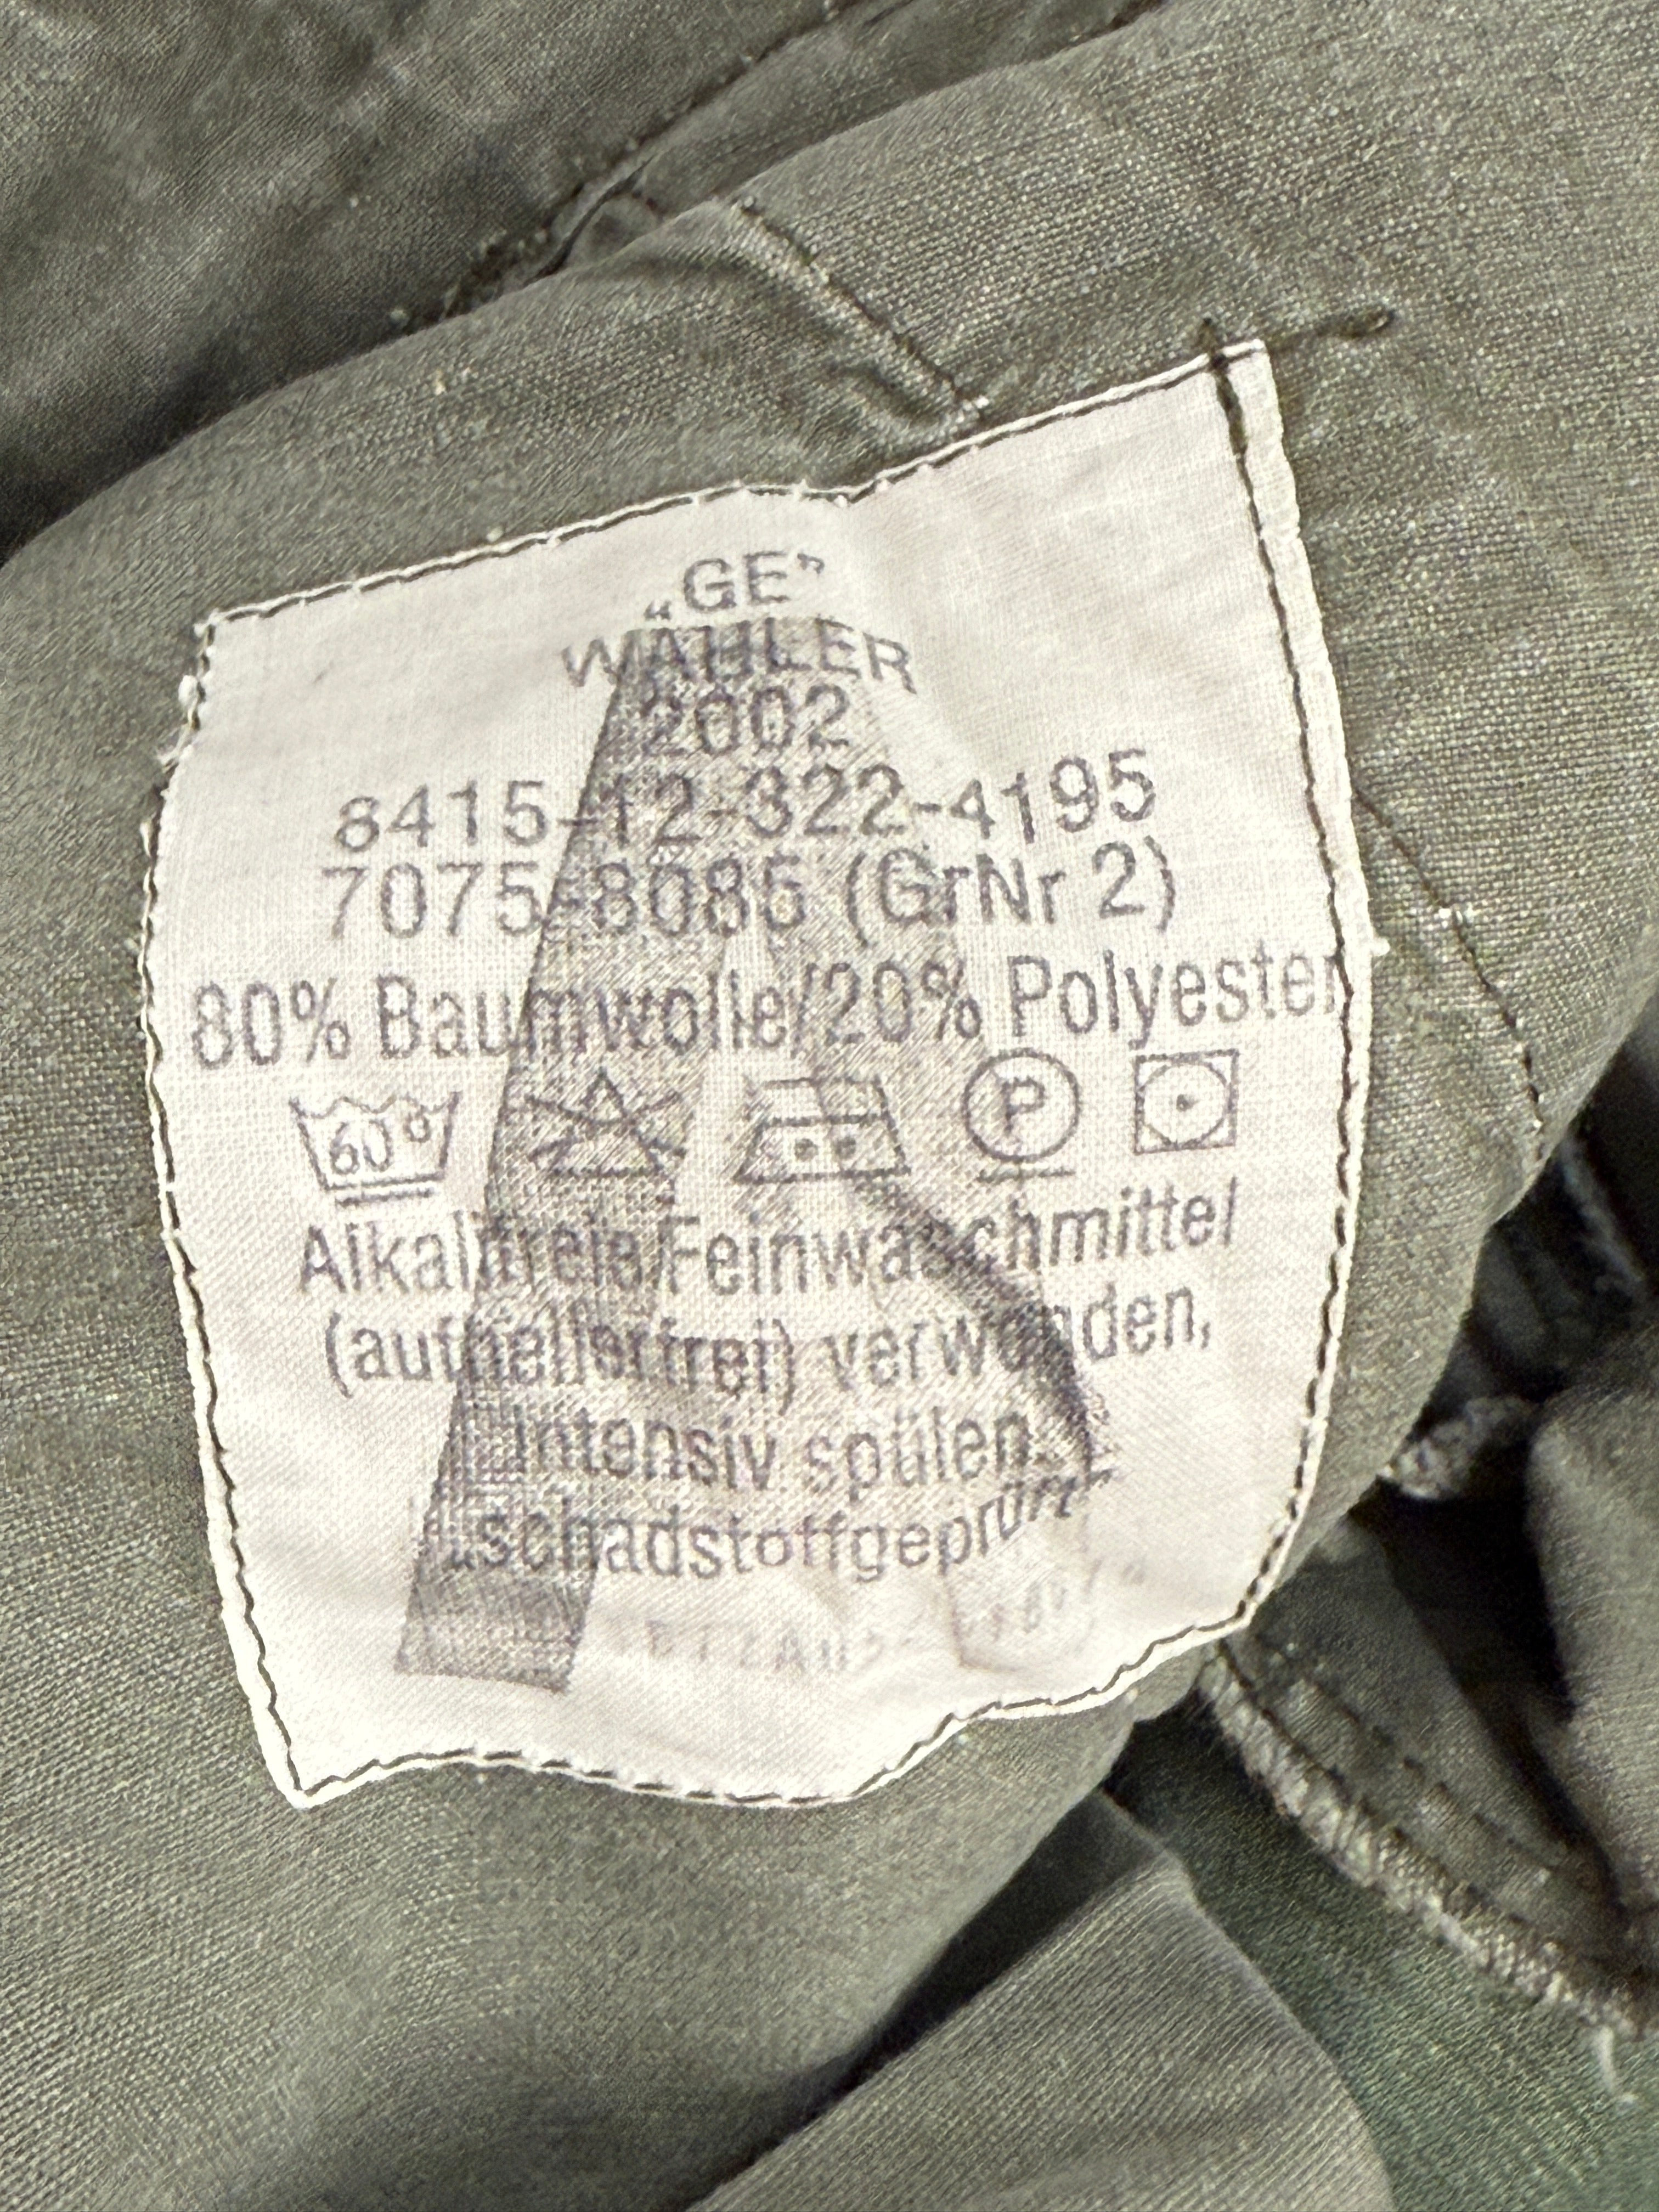 „GE”
WÄHLER
2002
8415-12-322-4195
7075-8085 (GrNr 2)
80% Baumwolle/20% Polyester
60°
P
Alkalifreie Feinwaschmittel
(aufhellerfrei) verwenden,
intensiv spülen.
schadstoffgeprüft